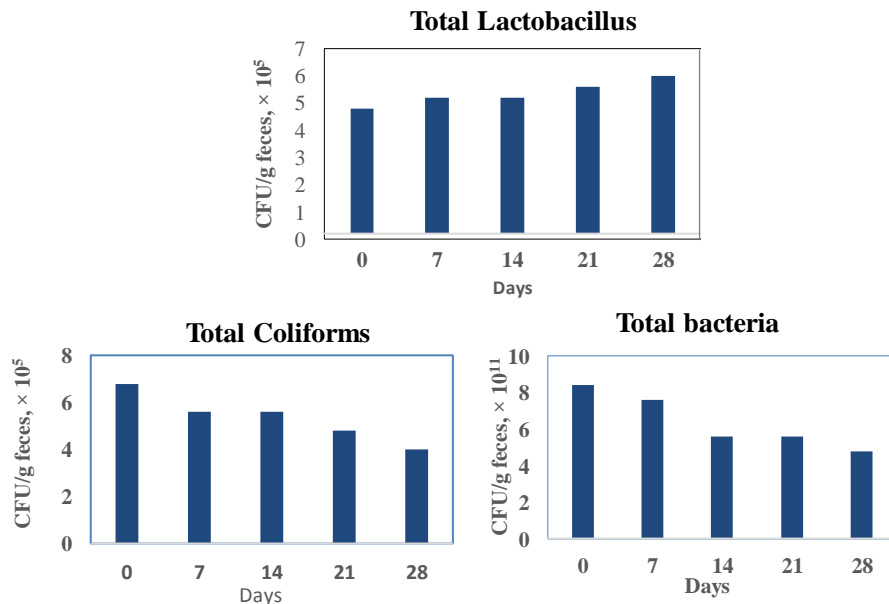 Total Lactobacillus
CFU/g feces, × 10⁵
7
6
5
4
3
2
1
0
0 7 14 21 28
Days
Total Coliforms
CFU/g feces, × 10⁵
8
6
4
2
0
0 7 14 21 28
Days
Total bacteria
CFU/g feces, × 10¹¹
10
8
6
4
2
0
0 7 14 21 28
Days